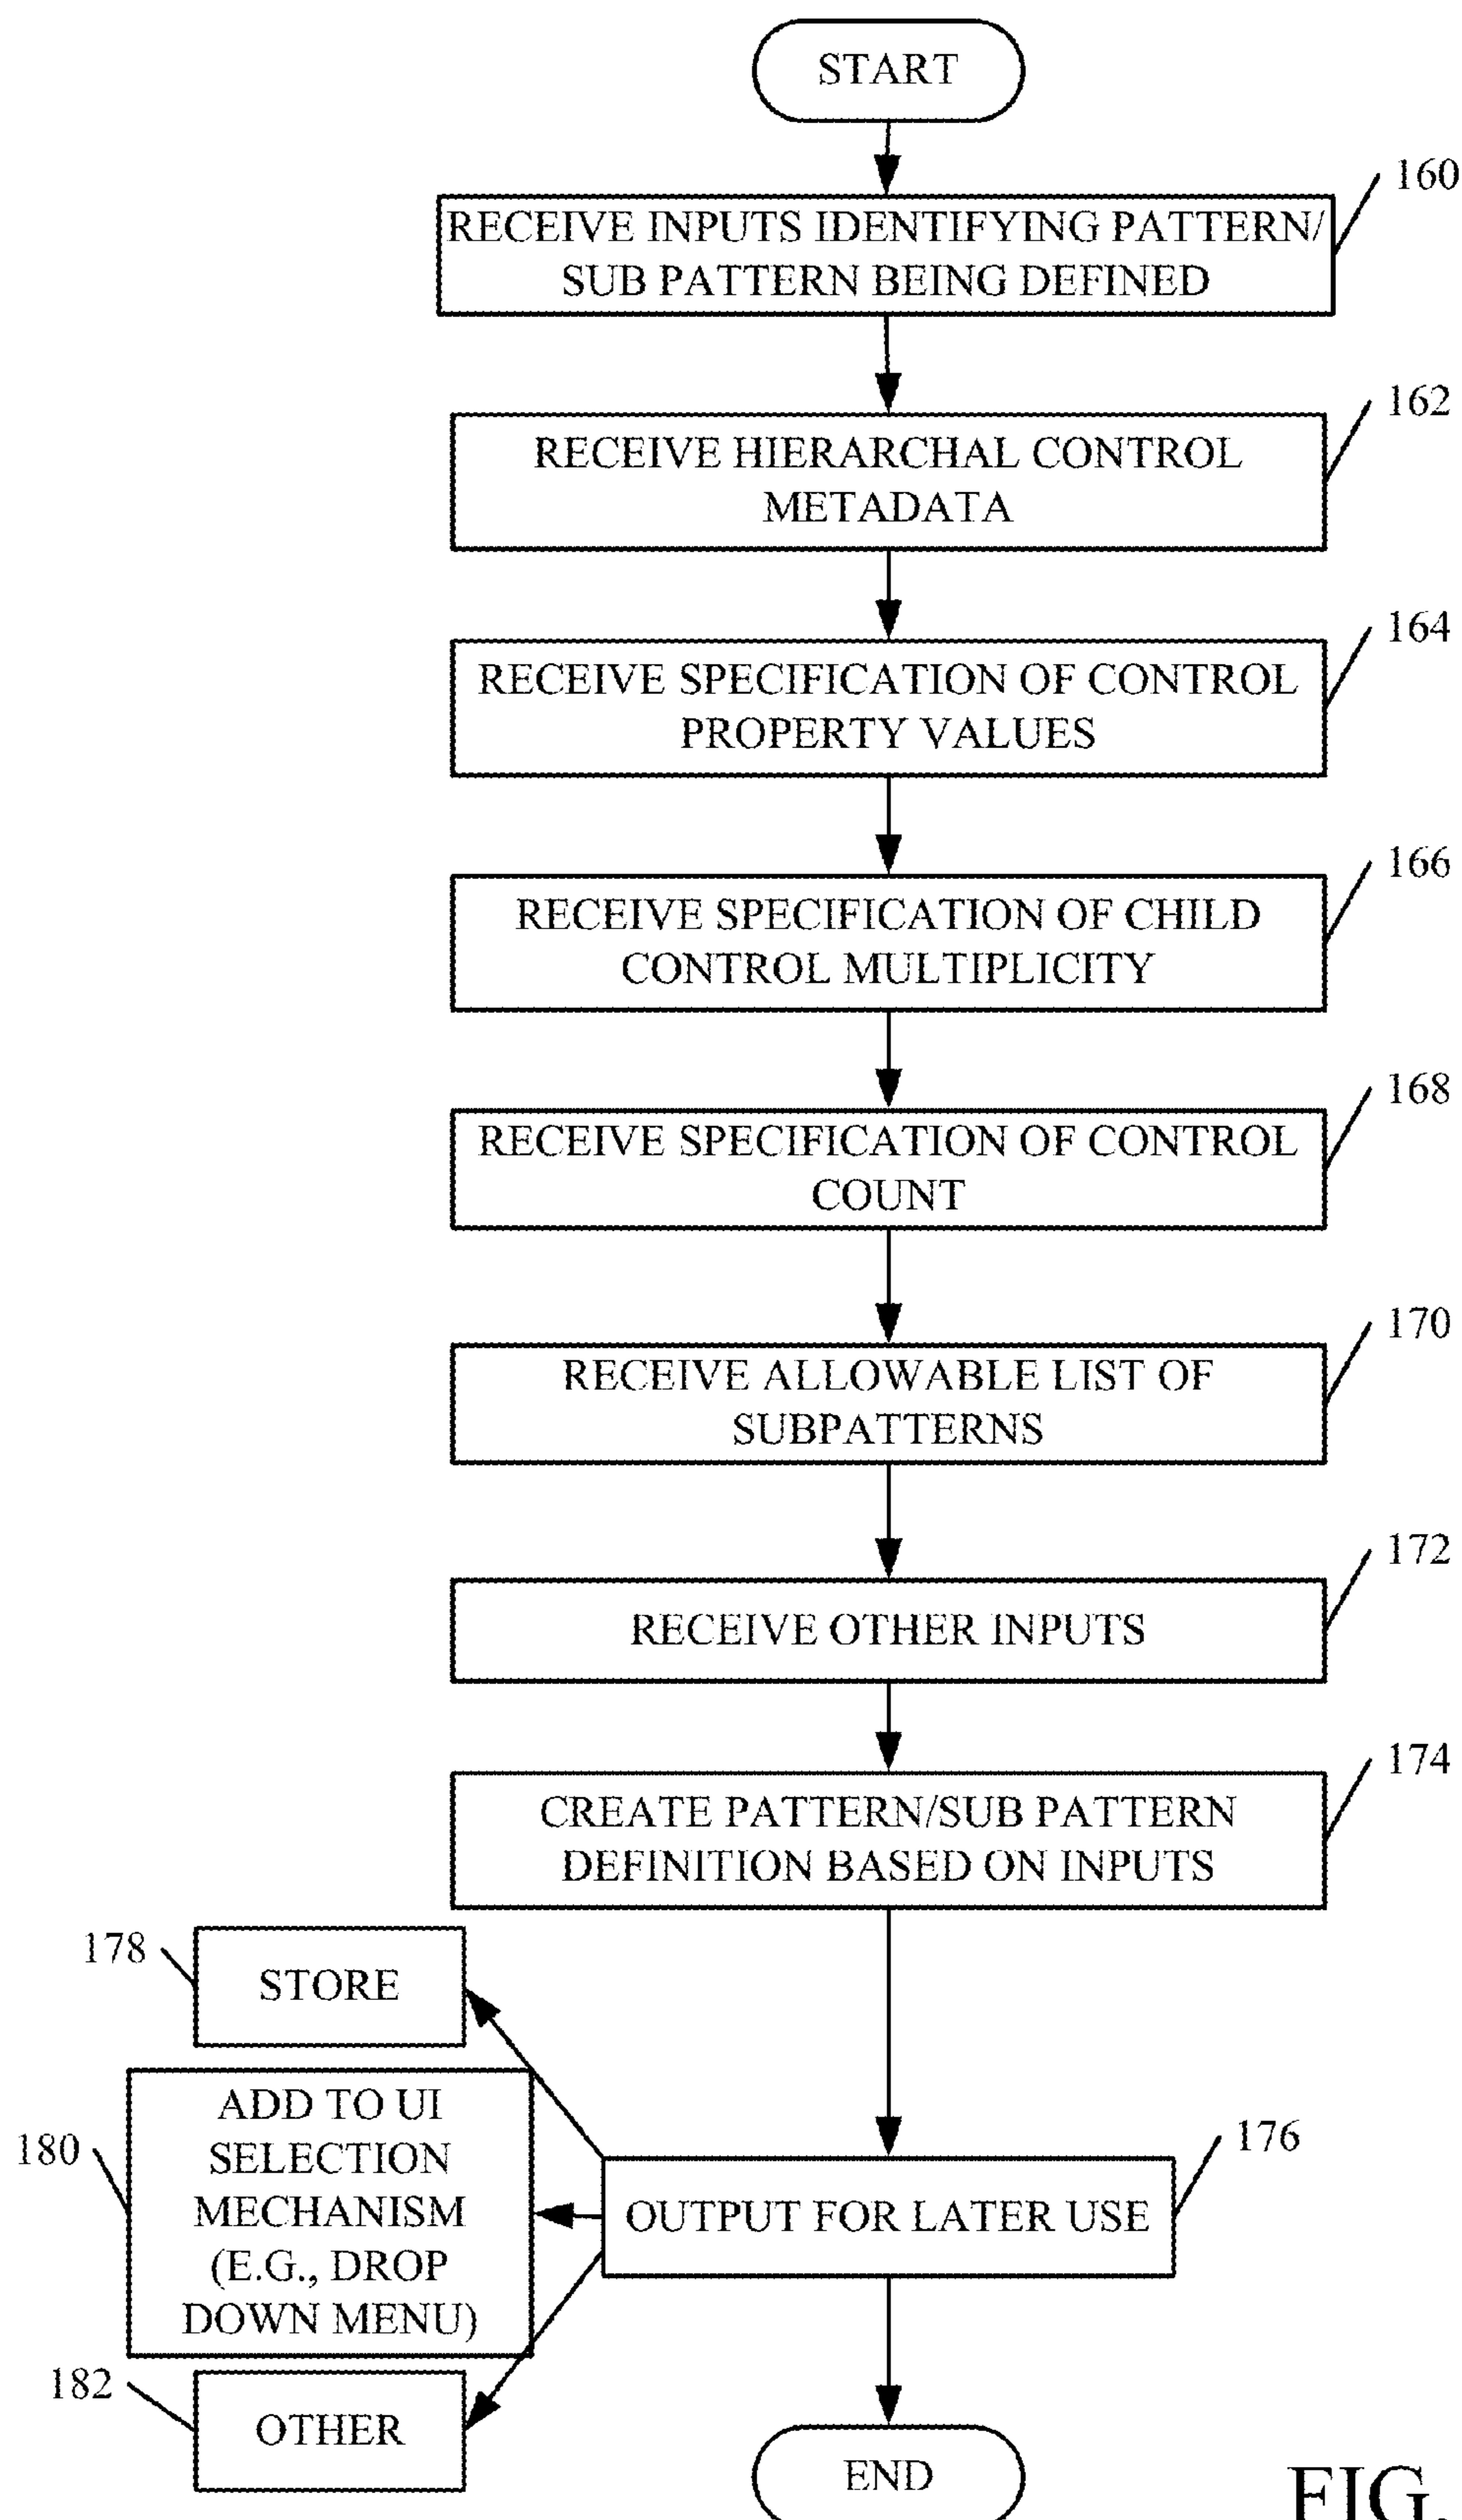 START
160
RECEIVE INPUTS IDENTIFYING PATTERN/
SUB PATTERN BEING DEFINED
162
RECEIVE HIERARCHAL CONTROL
METADATA
164
RECEIVE SPECIFICATION OF CONTROL
PROPERTY VALUES
166
RECEIVE SPECIFICATION OF CHILD
CONTROL MULTIPLICITY
168
RECEIVE SPECIFICATION OF CONTROL
COUNT
170
RECEIVE ALLOWABLE LIST OF
SUBPATTERNS
172
RECEIVE OTHER INPUTS
174
CREATE PATTERN/SUB PATTERN
DEFINITION BASED ON INPUTS
178
STORE
180
ADD TO UI
SELECTION
MECHANISM
(E.G., DROP
DOWN MENU)
176
OUTPUT FOR LATER USE
182
OTHER
END
FIG.